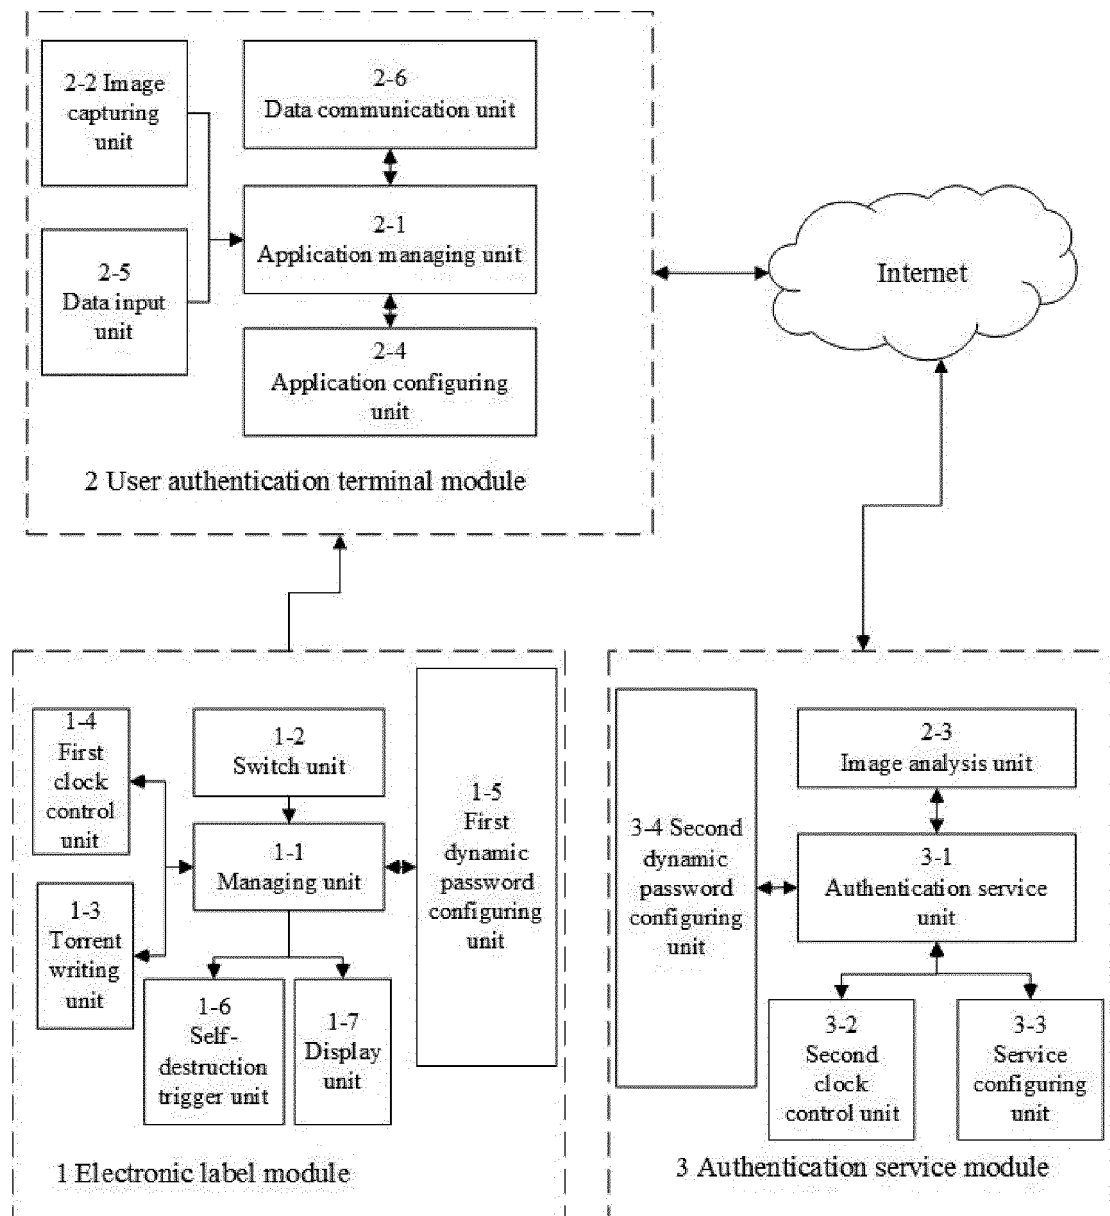 2-2 Image
capturing
unit
2-6
Data communication unit
2-1
Application managing unit
2-5
Data input
unit
2-4
Application configuring
unit
2 User authentication terminal module
Internet
1-4
First
clock
control
unit
1-2
Switch unit
1-5
First
dynamic
password
configuring
unit
1-1
Managing unit
1-3
Torrent
writing
unit
1-6
Self-
destruction
trigger unit
1-7
Display
unit
1 Electronic label module
3-4 Second
dynamic
password
configuring
unit
2-3
Image analysis unit
3-1
Authentication service
unit
3-2
Second
clock
control unit
3-3
Service
configuring
unit
3 Authentication service module